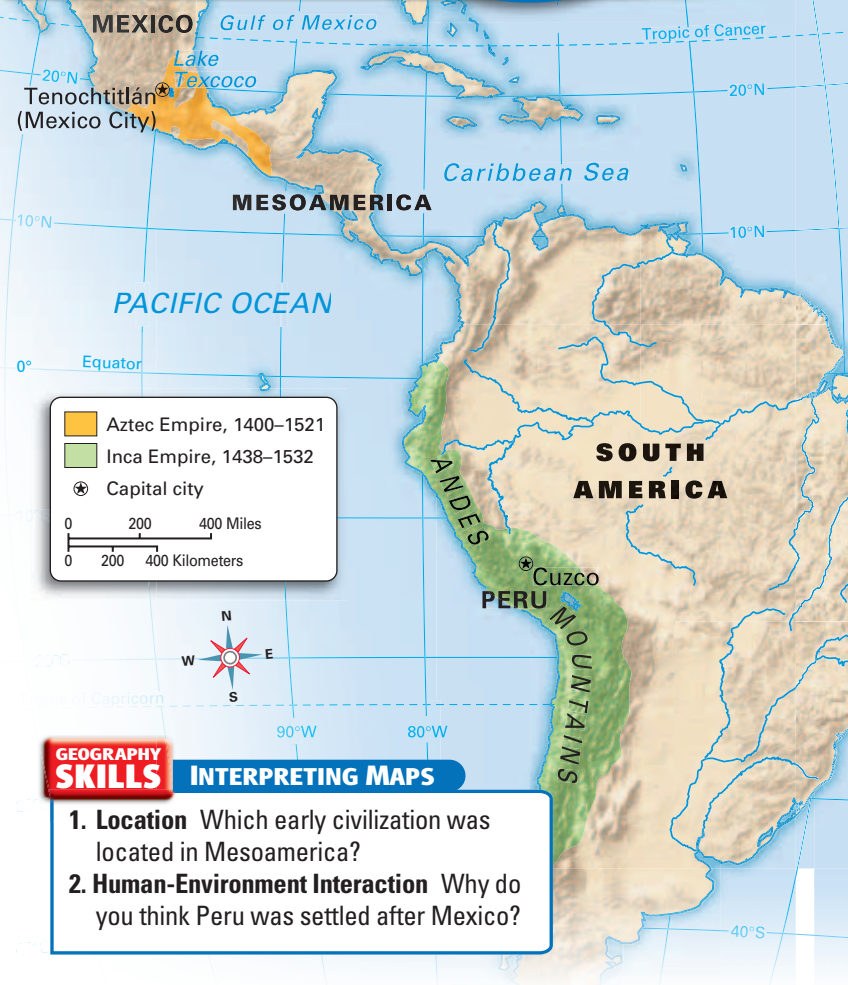 MEXICO
Gulf of Mexico
Tropic of Cancer
Lake
Texcoco
20°N
20°N
Tenochtitlán
(Mexico City)
Caribbean Sea
MESOAMERICA
10°N
10°N
PACIFIC OCEAN
0°
Equator
Aztec Empire, 1400–1521
Inca Empire, 1438–1532
Capital city
0 200 400 Miles
0 200 400 Kilometers
SOUTH
AMERICA
ANDES
Cuzco
PERU
MOUNTAINS
N
W E
S
of Capricorn
90°W
80°W
GEOGRAPHY
SKILLS
INTERPRETING MAPS
1. Location Which early civilization was
located in Mesoamerica?
2. Human-Environment Interaction Why do
you think Peru was settled after Mexico?
40°S